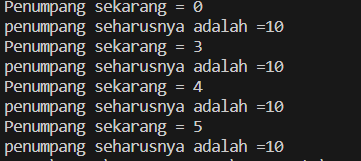 Penumpang sekarang = 0
penumpang seharusnya adalah =10
Penumpang sekarang = 3
penumpang seharusnya adalah =10
Penumpang sekarang = 4
penumpang seharusnya adalah =10
Penumpang sekarang = 5
penumpang seharusnya adalah =10